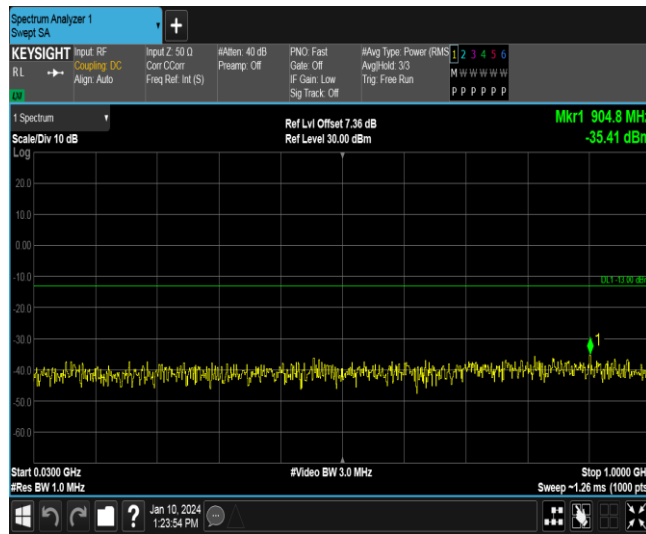 Spectrum Analyzer 1
Swept SA
KEYSIGHT
RL
Input: RF
Coupling: DC
Align: Auto
Input Z: 50 Ω
Corr CCorr
Freq Ref: Int (S)
#Atten: 40 dB
Preamp: Off
PNO: Fast
Gate: Off
IF Gain: Low
Sig Track: Off
#Avg Type: Power (RMS
Avg|Hold: 3/3
Trig: Free Run
1 2 3 4 5 6
M W W W W W
P P P P P P
1 Spectrum
Scale/Div 10 dB
Log
Ref Lvl Offset 7.36 dB
Ref Level 30.00 dBm
Mkr1 904.8 MHz
-35.41 dBm
20.0
10.0
0.00
-10.0
DL1 -13.00 dBm
-20.0
-30.0
1
-40.0
-50.0
-60.0
Start 0.0300 GHz
#Video BW 3.0 MHz
Stop 1.0000 GHz
#Res BW 1.0 MHz
Sweep ~1.26 ms (1000 pts
?
Jan 10, 2024
1:23:54 PM